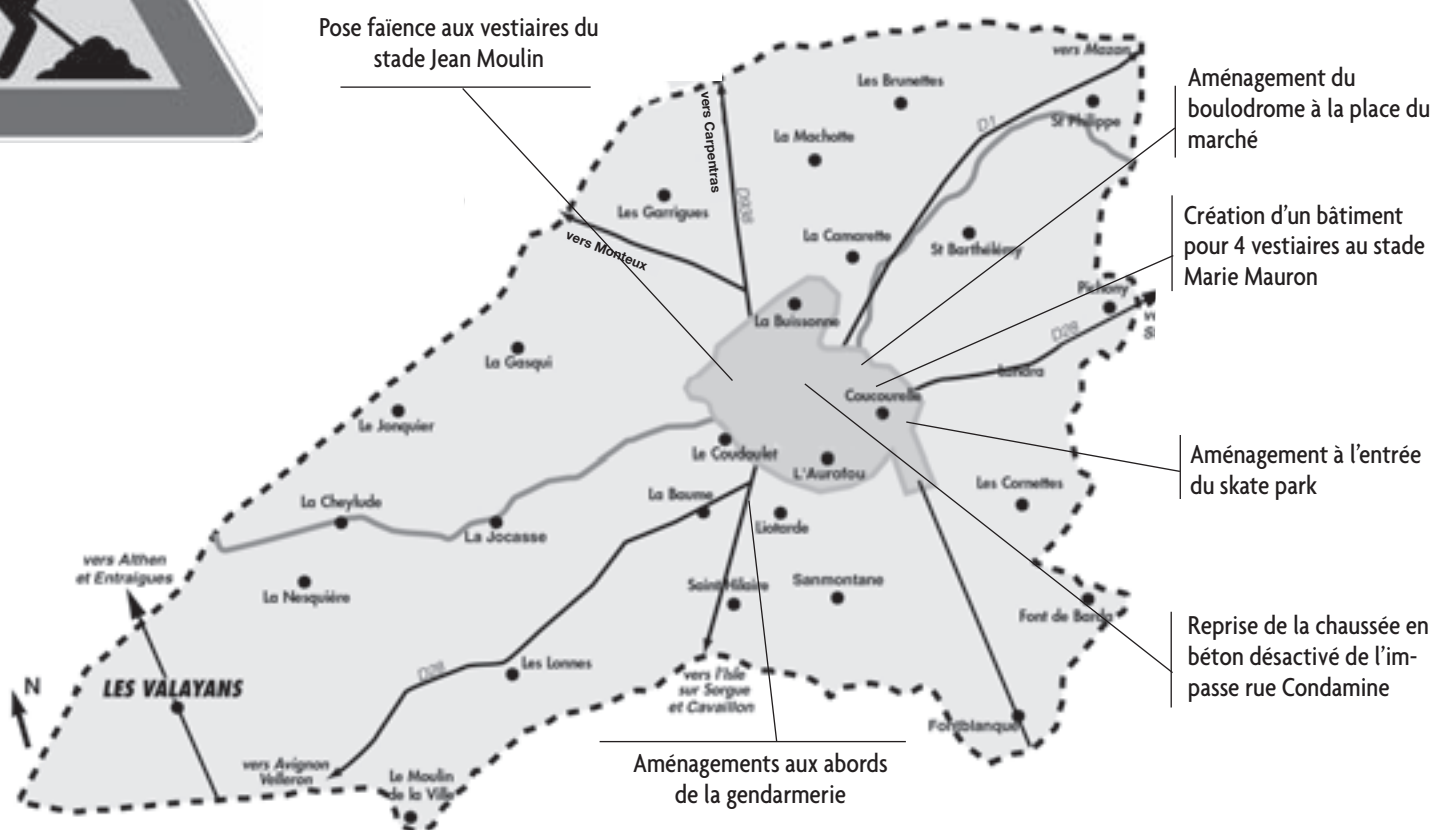 Pose faïence aux vestiaires du
stade Jean Moulin
vers Mazan
Les Brunettes
Aménagement du
boulodrome à la place du
marché
vers Carpentras
D1
St Philippe
La Machotte
D938
Les Garrigues
vers Monteux
La Camarette
St Barthélémy
Création d'un bâtiment
pour 4 vestiaires au stade
Marie Mauron
Pichony
La Buissonne
D28
La Gasqui
Landra
Coucourelle
Le Jonquier
Le Coudoulet
L'Auratou
Aménagement à l'entrée
du skate park
La Cheylude
La Baume
Les Cornettes
La Jocasse
Liotarde
vers Althen
et Entraigues
La Nesquière
Saint Hilaire
Sanmontane
Font de Barda
Reprise de la chaussée en
béton désactivé de l'im-
passe rue Condamine
N
LES VALAYANS
D28
Les Lonnes
vers l'Isle
sur Sorgue
et Cavaillon
Fontblanque
vers Avignon
Velleron
Le Moulin
de la Ville
Aménagements aux abords
de la gendarmerie